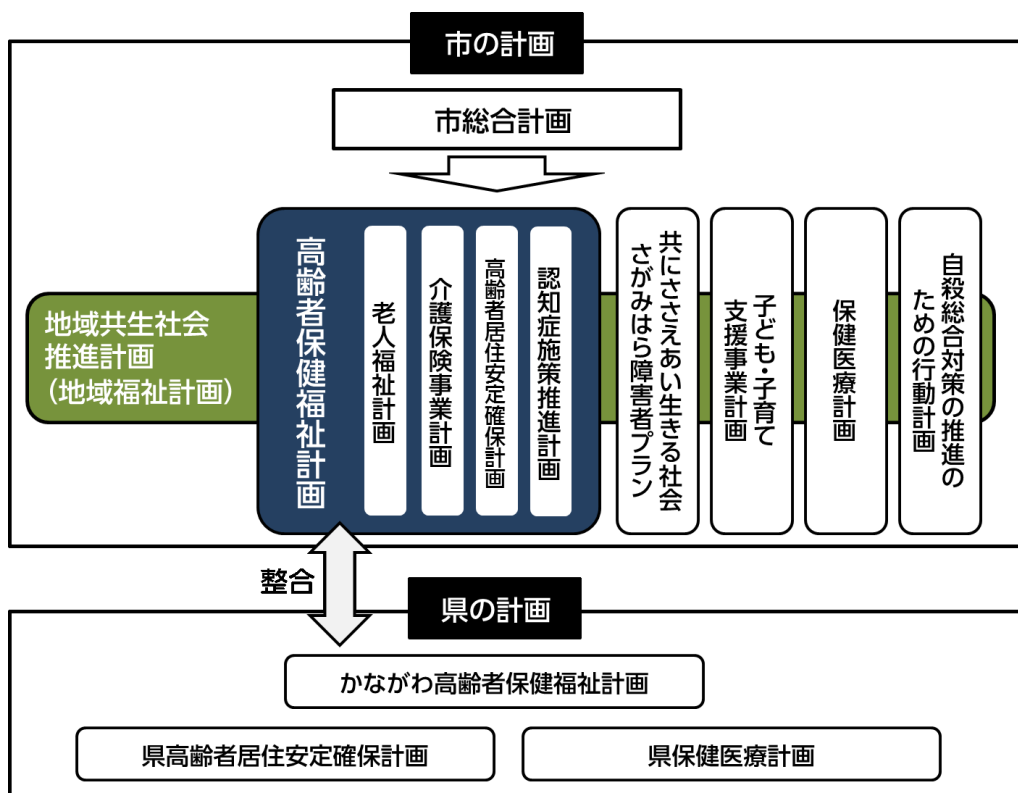 市の計画
市総合計画
地域共生社会
推進計画
（地域福祉計画）
高齢者保健福祉計画
老人福祉計画
介護保険事業計画
高齢者居住安定確保計画
認知症施策推進計画
共にささえあい生きる社会
さがみはら障害者プラン
子ども・子育て
支援事業計画
保健医療計画
自殺総合対策の推進の
ための行動計画
整合
県の計画
かながわ高齢者保健福祉計画
県高齢者居住安定確保計画
県保健医療計画